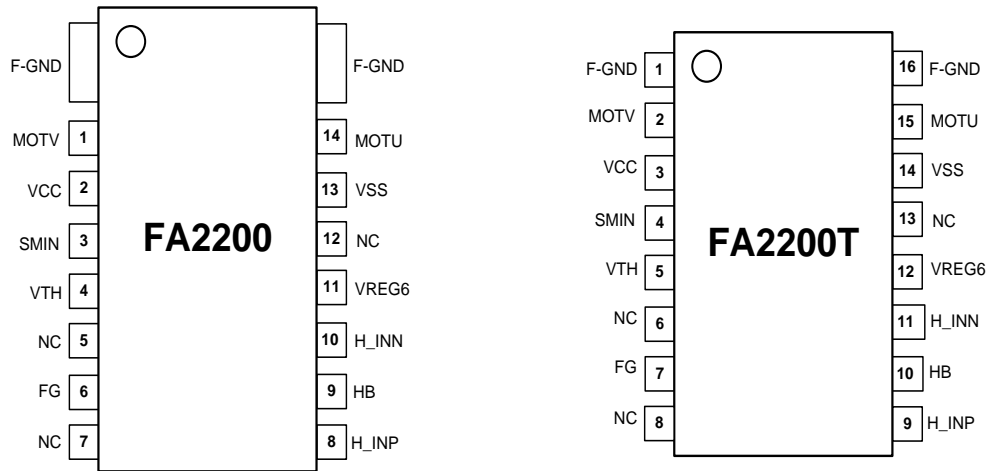 F-GND F-GND
MOTV 1 14 MOTU
VCC 2 13 VSS
SMIN 3 12 NC
FA2200
VTH 4 11 VREG6
NC 5 10 H_INN
FG 6 9 HB
NC 7 8 H_INP
F-GND 1 16 F-GND
MOTV 2 15 MOTU
VCC 3 14 VSS
SMIN 4 13 NC
FA2200T
VTH 5 12 VREG6
NC 6 11 H_INN
FG 7 10 HB
NC 8 9 H_INP